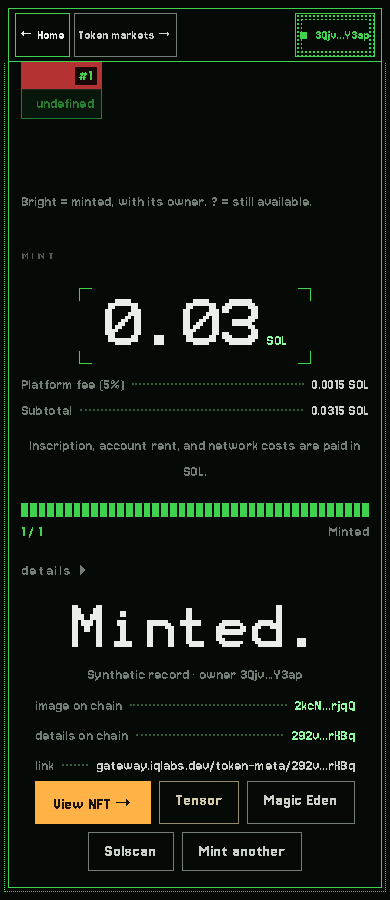 ← Home
Token markets →
3Qjv…Y3ap
#1
undefined
Bright = minted, with its owner. ? = still available.
MINT
0.03 SOL
Platform fee (5%) 0.0015 SOL
Subtotal 0.0315 SOL
Inscription, account rent, and network costs are paid in
SOL.
1 / 1 Minted
details ▶
Minted.
Synthetic record · owner 3Qjv…Y3ap
image on chain 2kcN…rjqQ
details on chain 292v…rHBq
link gateway.iqlabs.dev/token-meta/292v…rHBq
View NFT →
Tensor
Magic Eden
Solscan
Mint another